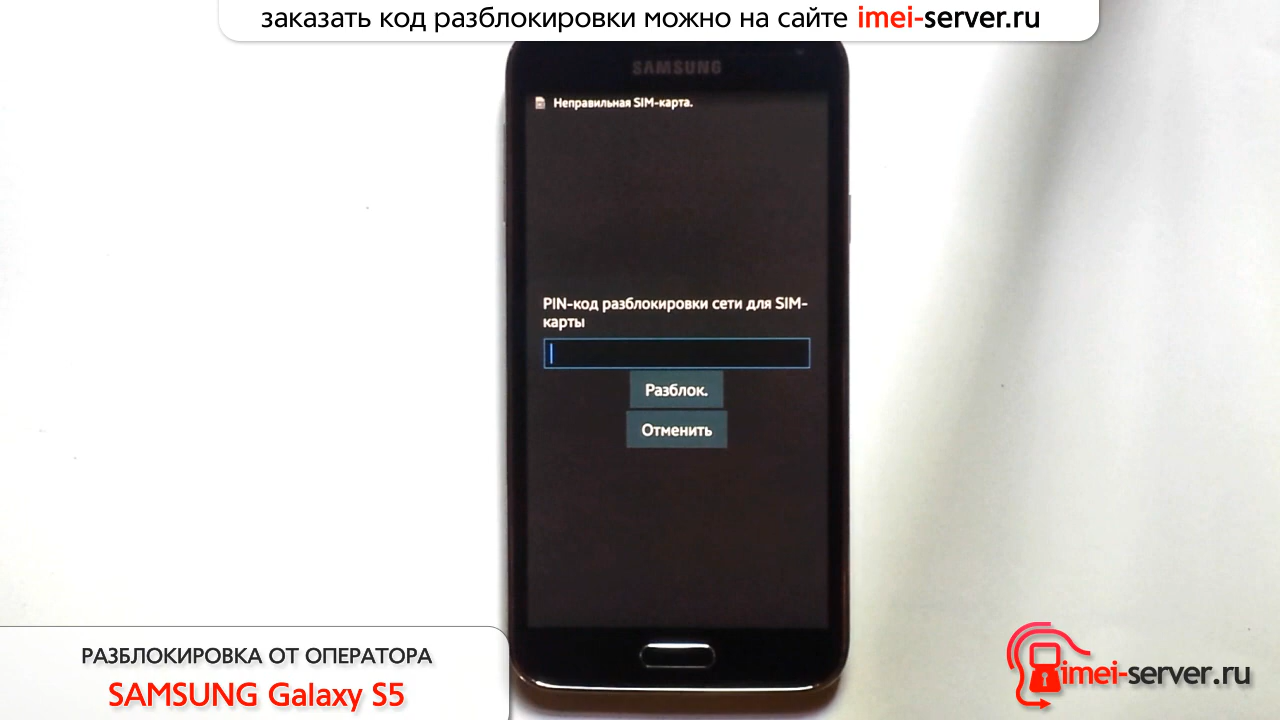 заказать код разблокировки можно на сайте imei-server.ru
SAMSUNG
Неправильная SIM-карта.
PIN-код разблокировки сети для SIM-
карты
Разблок.
Отменить
РАЗБЛОКИРОВКА ОТ ОПЕРАТОРА
SAMSUNG Galaxy S5
imei-server.ru